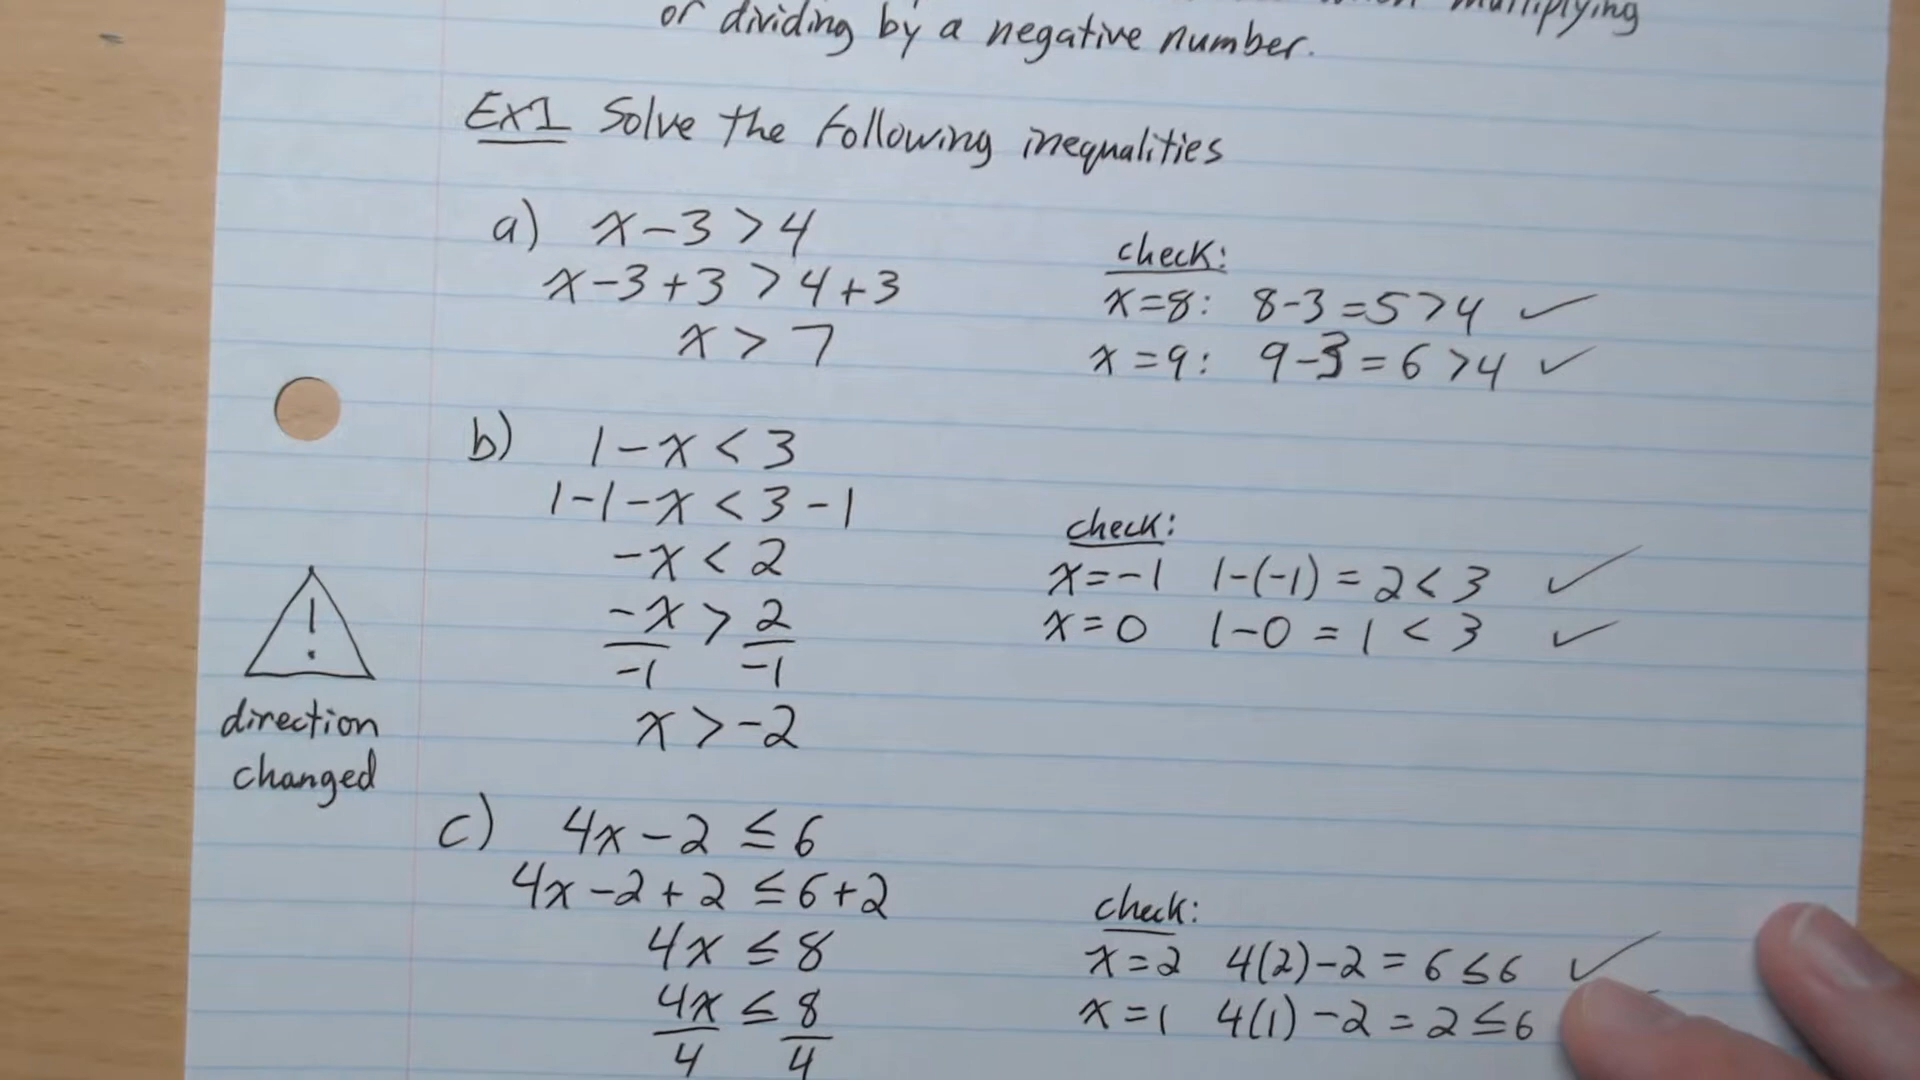 multiplying
or dividing by a negative number.
Ex1 Solve the following inequalities
a) x-3 > 4
x-3+3 > 4+3
x > 7
check:
x=8: 8-3=5>4 ✓
x=9: 9-3=6>4 ✓
b) 1-x < 3
1-1-x < 3-1
-x < 2
-x > 2
-1 -1
x > -2
check:
x=-1 1-(-1) = 2 < 3 ✓
x=0 1-0 = 1 < 3 ✓
!
direction
changed
c) 4x-2 ≤ 6
4x-2+2 ≤ 6+2
4x ≤ 8
4x ≤ 8
4 4
check:
x=2 4(2)-2 = 6 ≤ 6 ✓
x=1 4(1)-2 = 2 ≤ 6